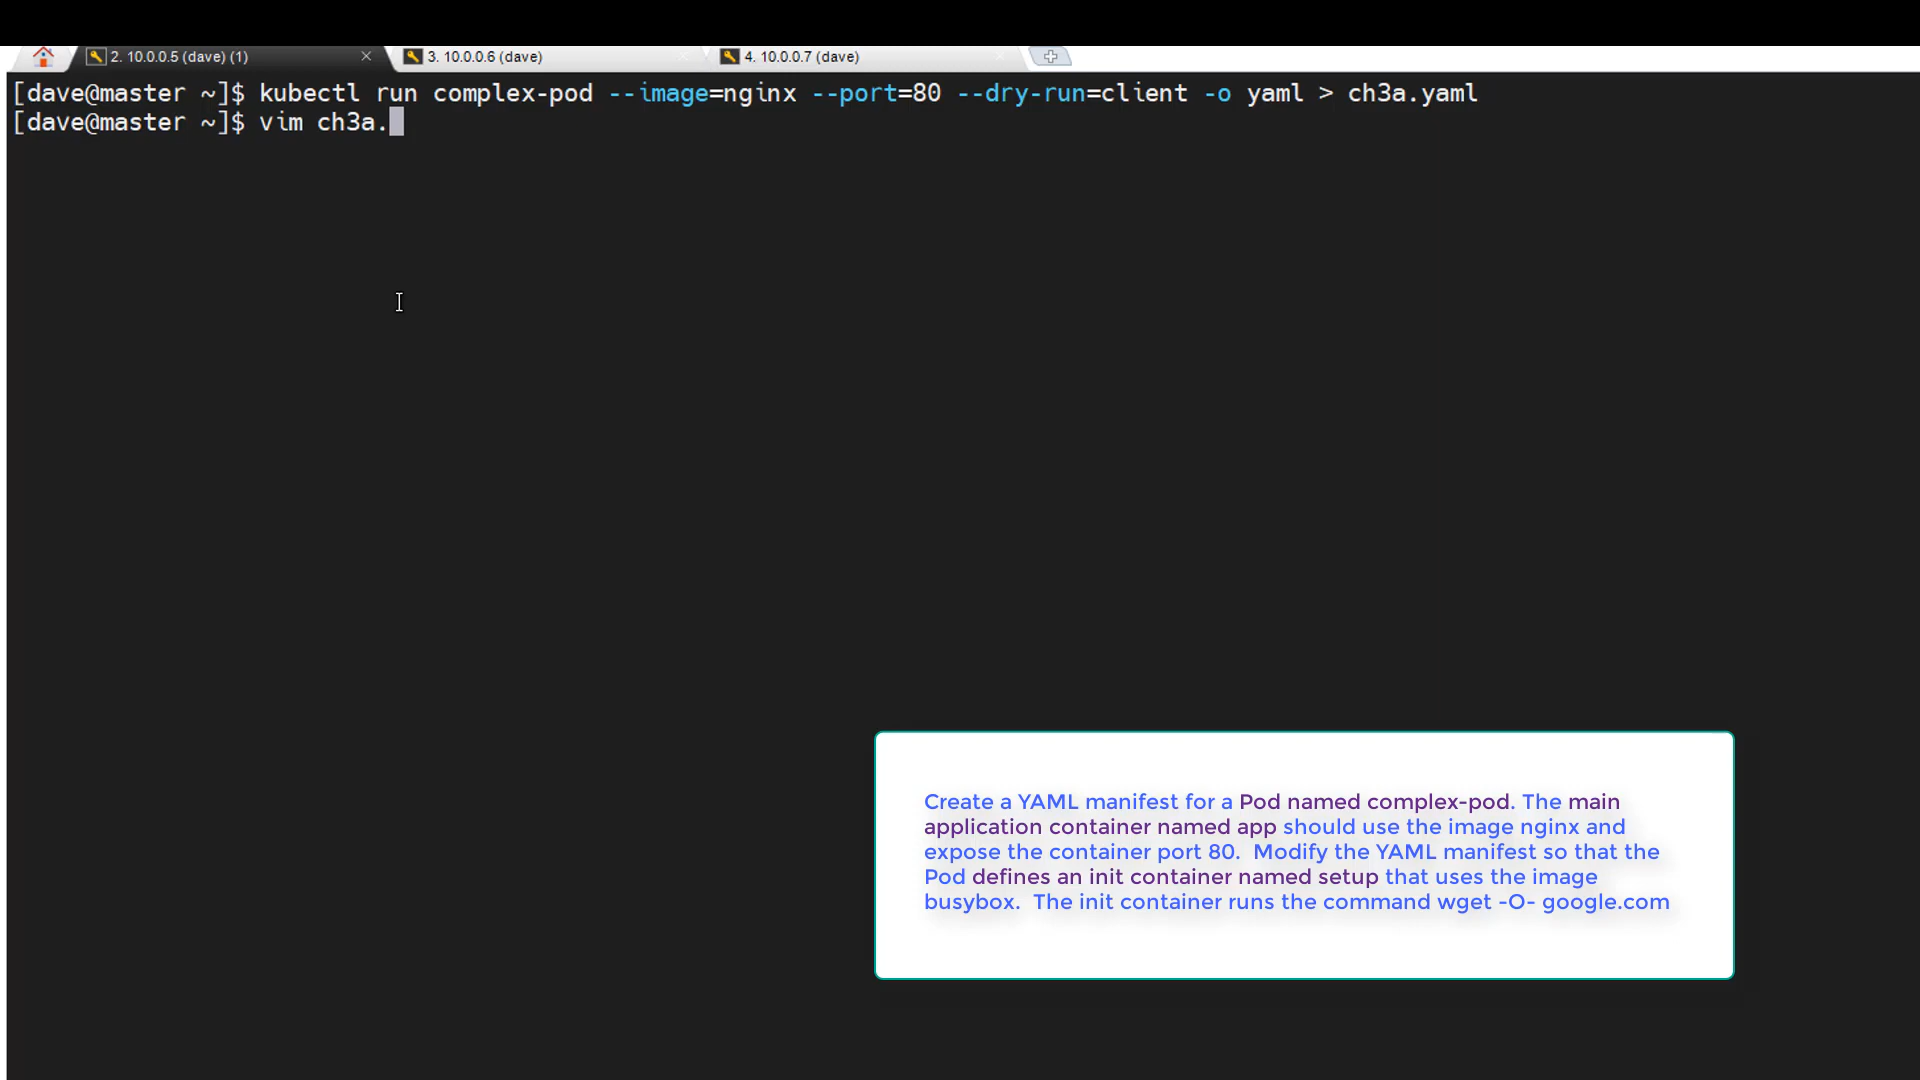 2. 10.0.0.5 (dave) (1)
3. 10.0.0.6 (dave)
4. 10.0.0.7 (dave)
[dave@master ~]$ kubectl run complex-pod --image=nginx --port=80 --dry-run=client -o yaml > ch3a.yaml
[dave@master ~]$ vim ch3a.
Create a YAML manifest for a Pod named complex-pod. The main
application container named app should use the image nginx and
expose the container port 80. Modify the YAML manifest so that the
Pod defines an init container named setup that uses the image
busybox. The init container runs the command wget -O- google.com